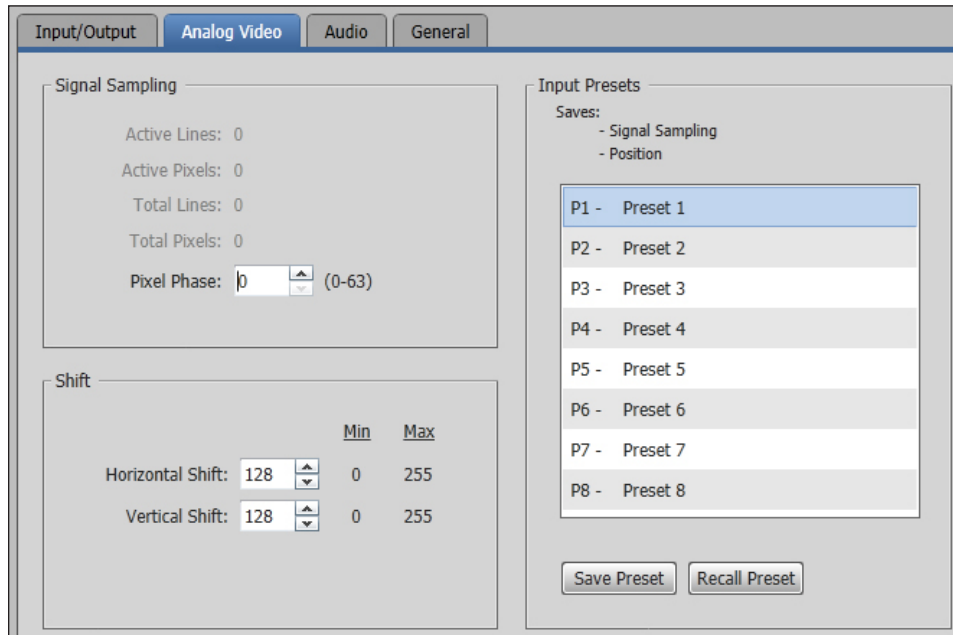 Input/Output Analog Video Audio General
Signal Sampling
Active Lines: 0
Active Pixels: 0
Total Lines: 0
Total Pixels: 0
Pixel Phase: 0 (0-63)
Shift
Min Max
Horizontal Shift: 128 0 255
Vertical Shift: 128 0 255
Input Presets
Saves:
- Signal Sampling
- Position
P1 - Preset 1
P2 - Preset 2
P3 - Preset 3
P4 - Preset 4
P5 - Preset 5
P6 - Preset 6
P7 - Preset 7
P8 - Preset 8
Save Preset Recall Preset